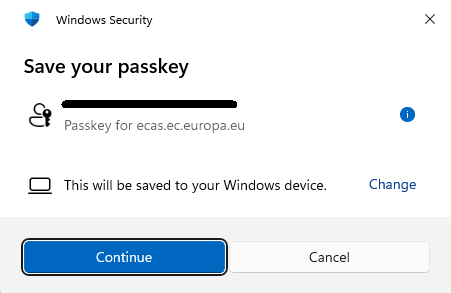 Windows Security
Save your passkey
Passkey for ecas.ec.europa.eu
This will be saved to your Windows device.
Change
Continue
Cancel